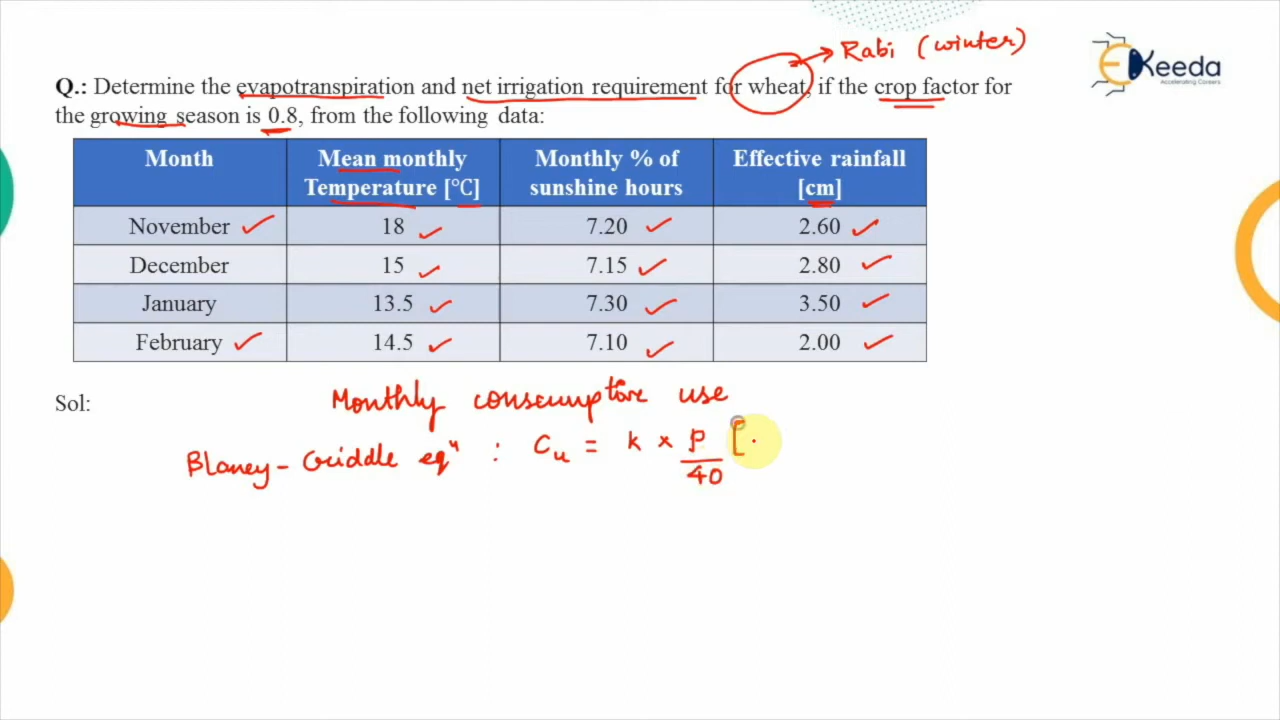 Rabi (winter)
EKeeda
Accelerating Careers
Q.: Determine the evapotranspiration and net irrigation requirement for wheat, if the crop factor for
the growing season is 0.8, from the following data:
Month Mean monthly Temperature [°C] Monthly % of sunshine hours Effective rainfall [cm]
November 18 7.20 2.60
December 15 7.15 2.80
January 13.5 7.30 3.50
February 14.5 7.10 2.00
Sol: Monthly consumptive use
Blaney-Criddle eqⁿ : Cu = k × P/40 [